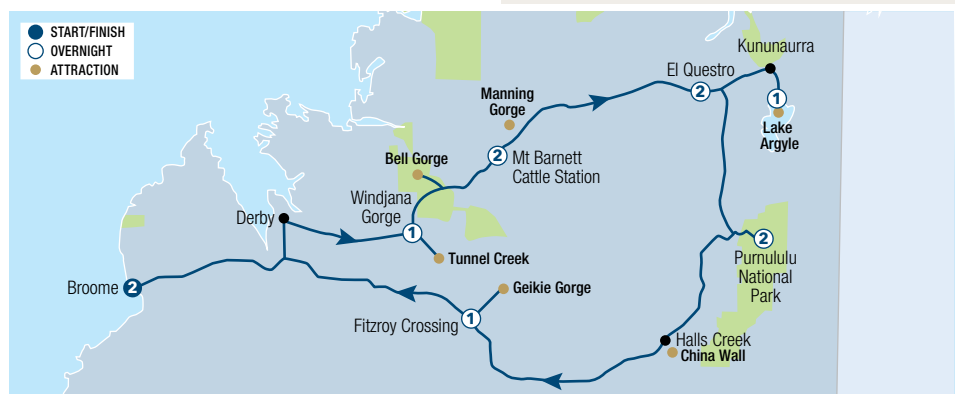 START/FINISH
OVERNIGHT
ATTRACTION
Kununaurra
El Questro
2
1
Lake
Argyle
Manning
Gorge
2
Mt Barnett
Cattle Station
Bell Gorge
Windjana
Gorge
1
Derby
Tunnel Creek
2
Purnululu
National
Park
Broome
2
Geikie Gorge
Fitzroy Crossing
1
Halls Creek
China Wall